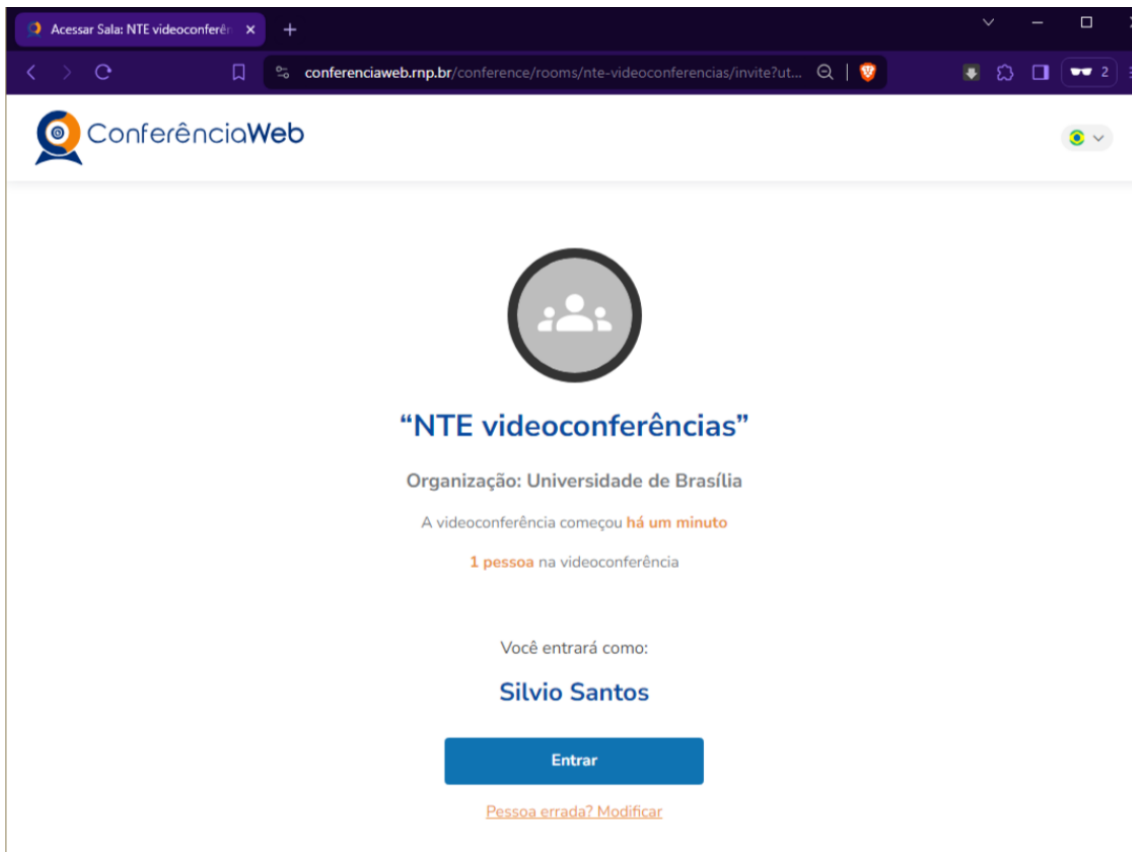 Acessar Sala: NTE videoconferên
conferenciaweb.rnp.br/conference/rooms/nte-videoconferencias/invite?ut...
2
ConferênciaWeb
“NTE videoconferências”
Organização: Universidade de Brasília
A videoconferência começou há um minuto
1 pessoa na videoconferência
Você entrará como:
Silvio Santos
Entrar
Pessoa errada? Modificar